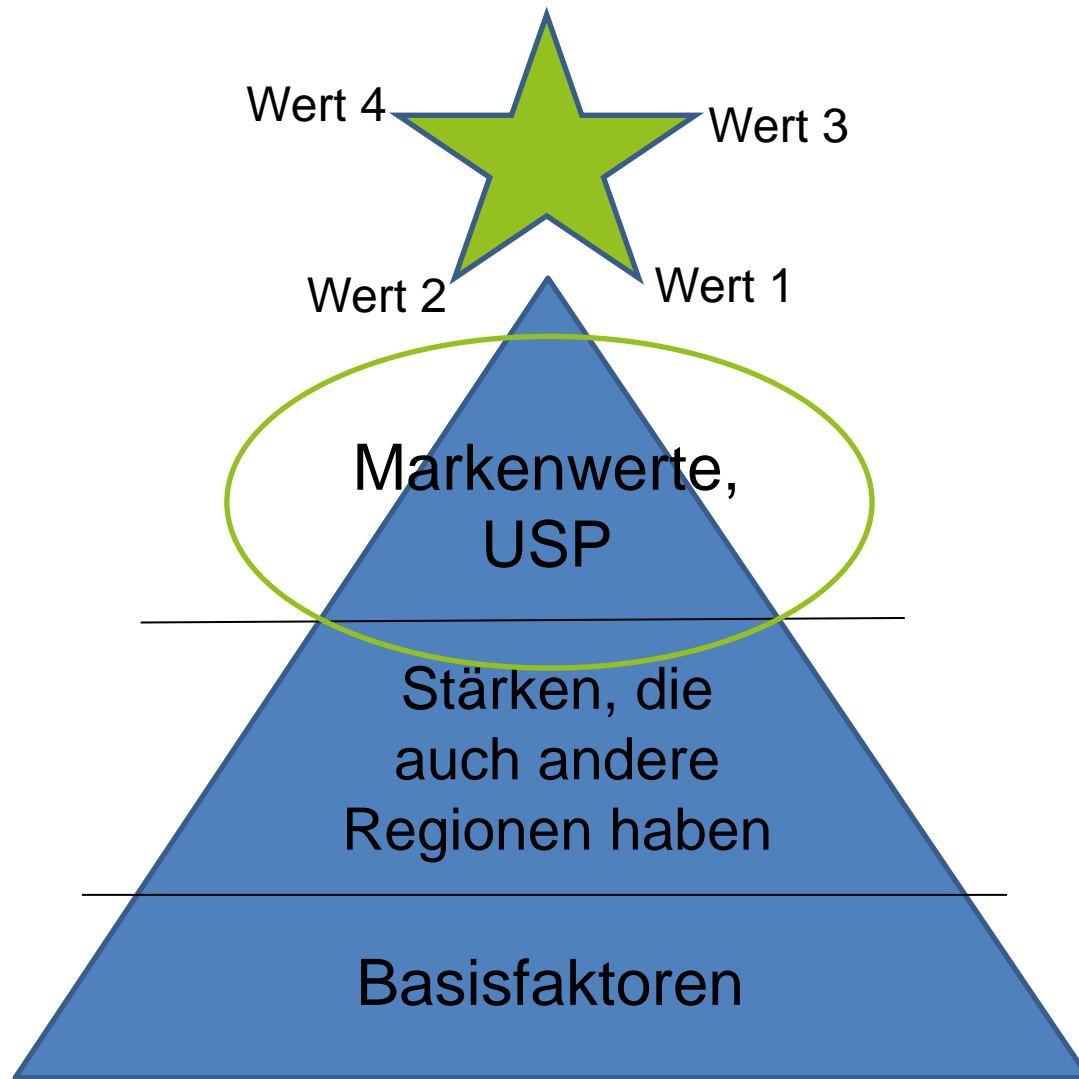 Wert 4
Wert 3
Wert 2
Wert 1
Markenwerte,
USP
Stärken, die
auch andere
Regionen haben
Basisfaktoren